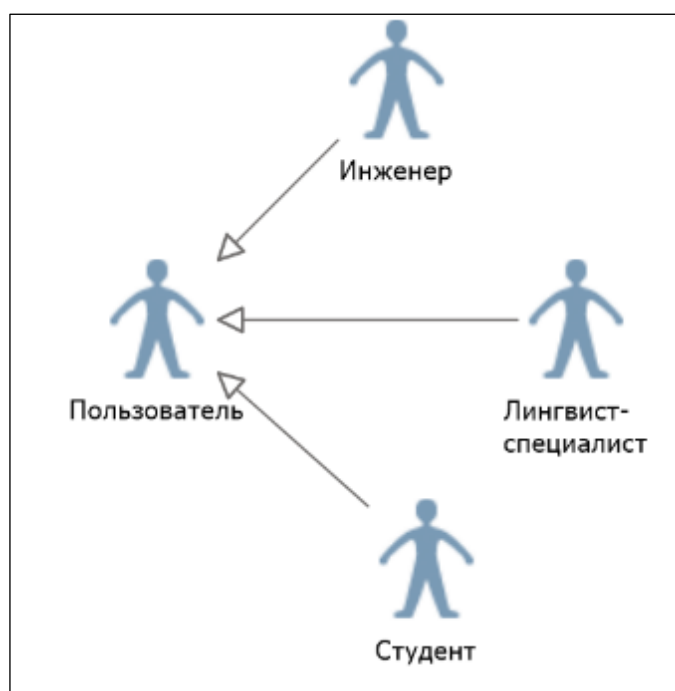 Инженер
Пользователь
Лингвист-
специалист
Студент